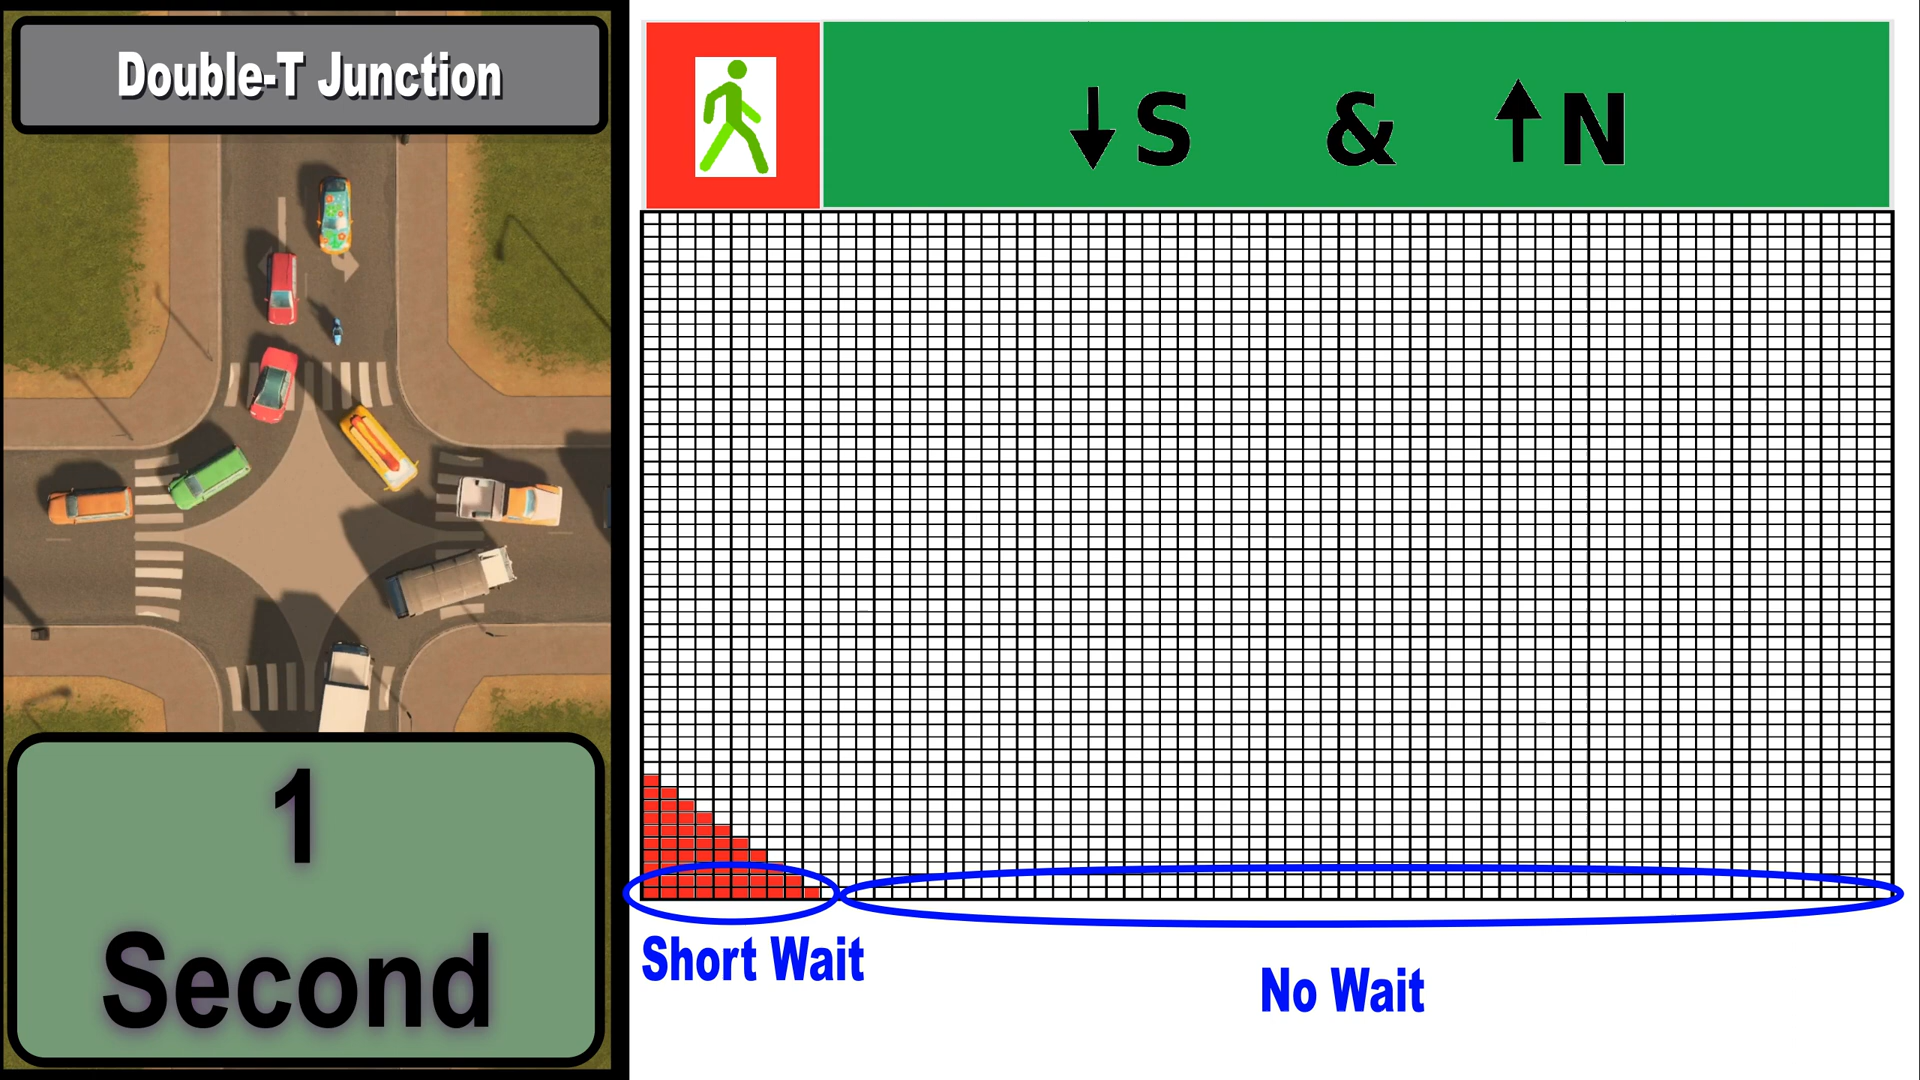 Double-T Junction
↓S & ↑N
1
Second
Short Wait
No Wait